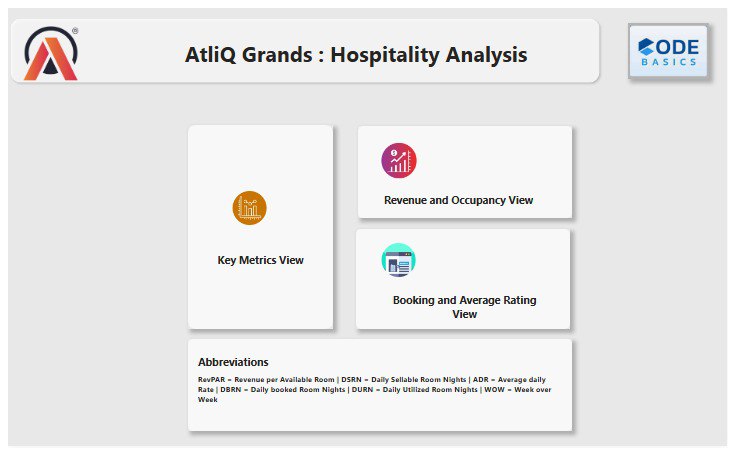 AtliQ Grands : Hospitality Analysis
®
CODE
BASICS
Key Metrics View
Revenue and Occupancy View
Booking and Average Rating
View
Abbreviations
RevPAR = Revenue per Available Room | DSRN = Daily Sellable Room Nights | ADR = Average daily
Rate | DBRN = Daily booked Room Nights | DURN = Daily Utilized Room Nights | WOW = Week over
Week